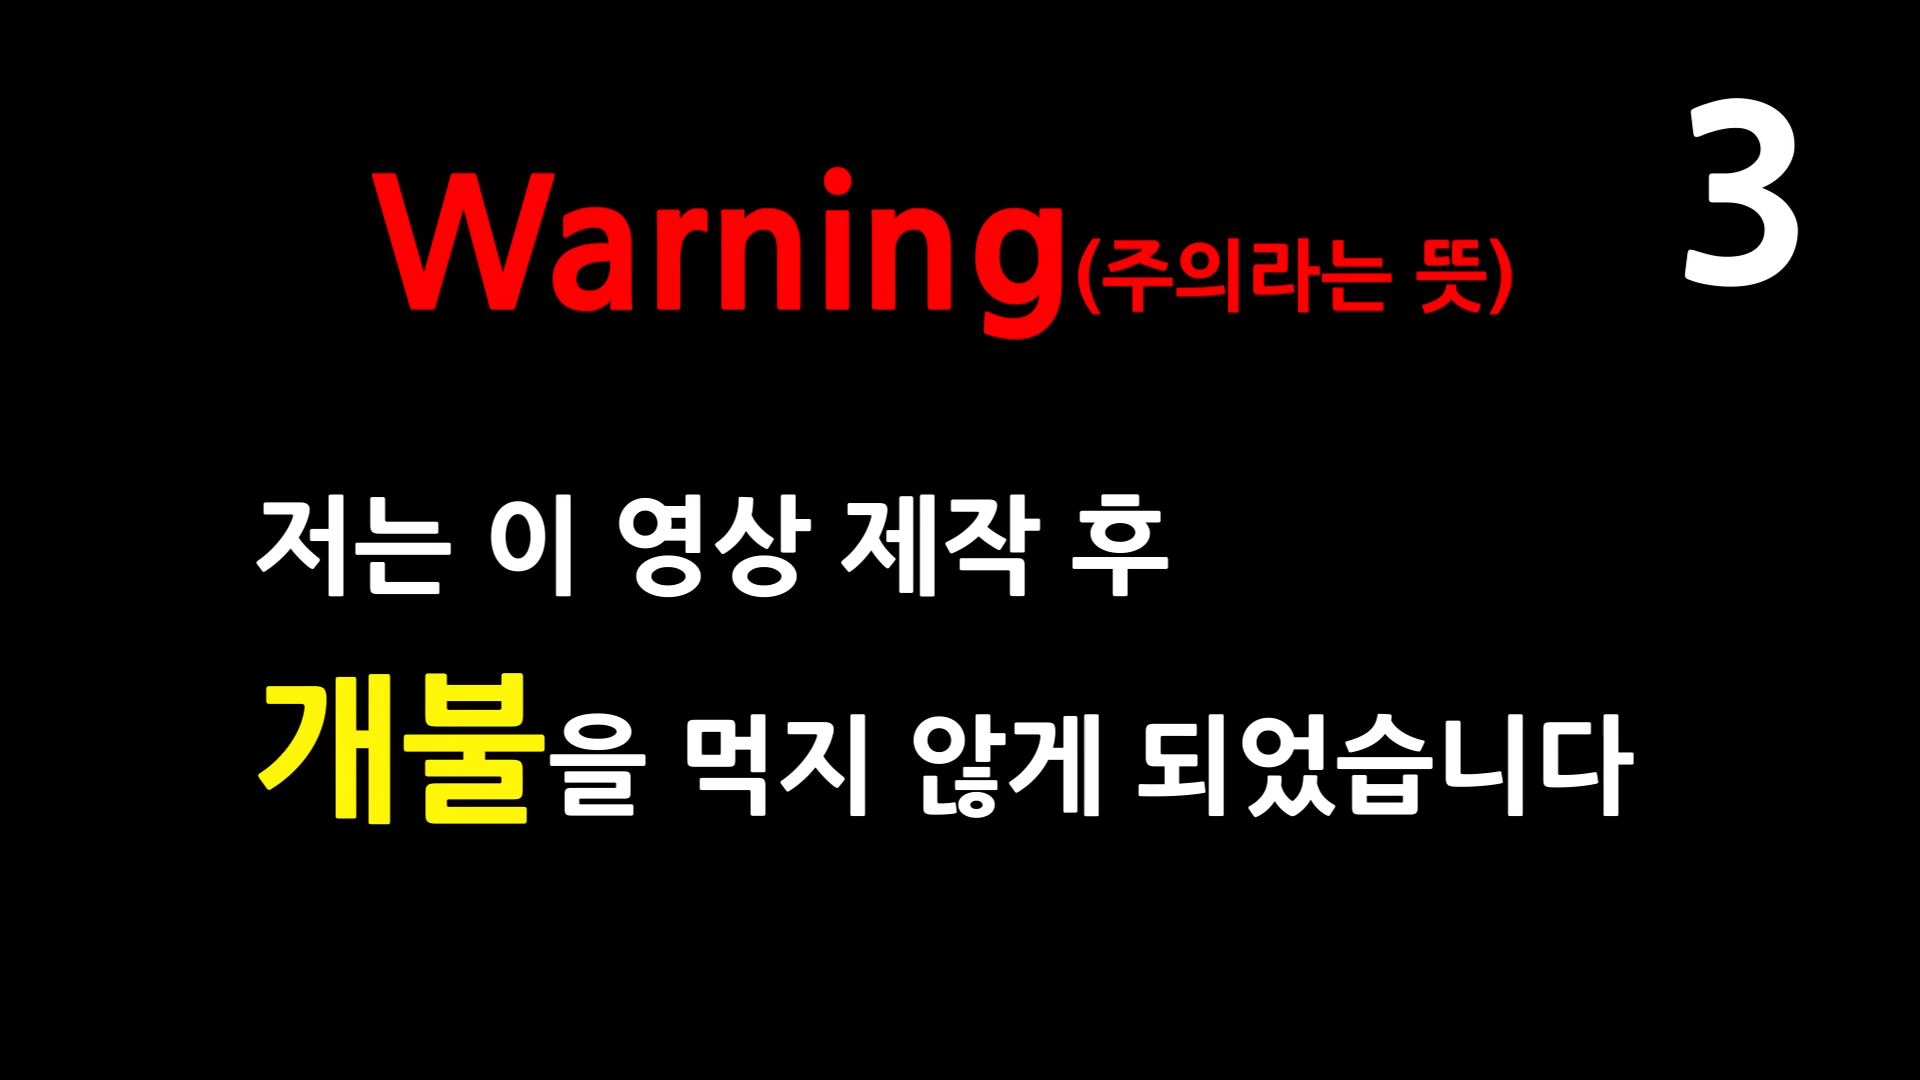 Warning(주의라는 뜻)
3
저는 이 영상 제작 후
개불을 먹지 않게 되었습니다